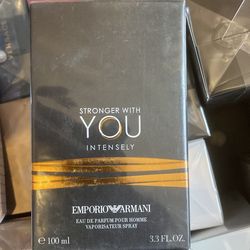 STRONGER WITH
YOU
INTENSELY
EMPORIO ARMANI
EAU DE PARFUM POUR HOMME
VAPORISATEUR SPRAY
℮ 100 ml 3.3 FL. OZ.